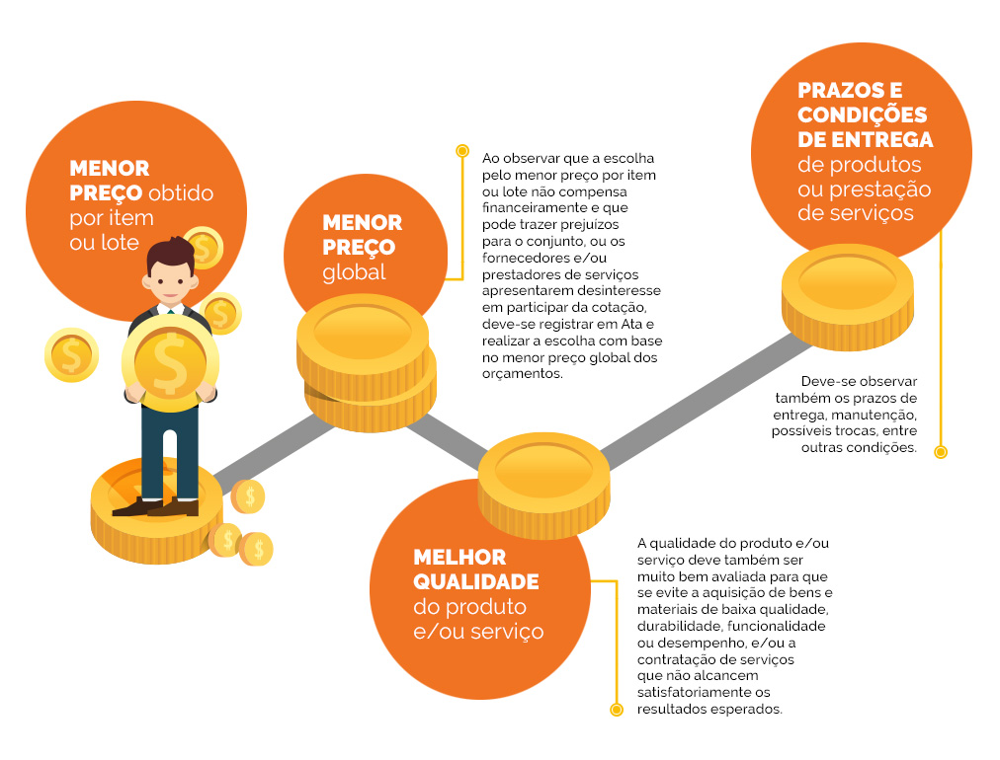 MENOR
PREÇO obtido
por item
ou lote
MENOR
PREÇO
global
Ao observar que a escolha
pelo menor preço por item
ou lote não compensa
financeiramente e que
pode trazer prejuízos
para o conjunto, ou os
fornecedores e/ou
prestadores de serviços
apresentarem desinteresse
em participar da cotação,
deve-se registrar em Ata e
realizar a escolha com base
no menor preço global dos
orçamentos.
MELHOR
QUALIDADE
do produto
e/ou serviço
A qualidade do produto e/ou
serviço deve também ser
muito bem avaliada para que
se evite a aquisição de bens e
materiais de baixa qualidade,
durabilidade, funcionalidade
ou desempenho, e/ou a
contratação de serviços
que não alcancem
satisfatoriamente os
resultados esperados.
PRAZOS E
CONDIÇÕES
DE ENTREGA
de produtos
ou prestação
de serviços
Deve-se observar
também os prazos de
entrega, manutenção,
possíveis trocas, entre
outras condições.